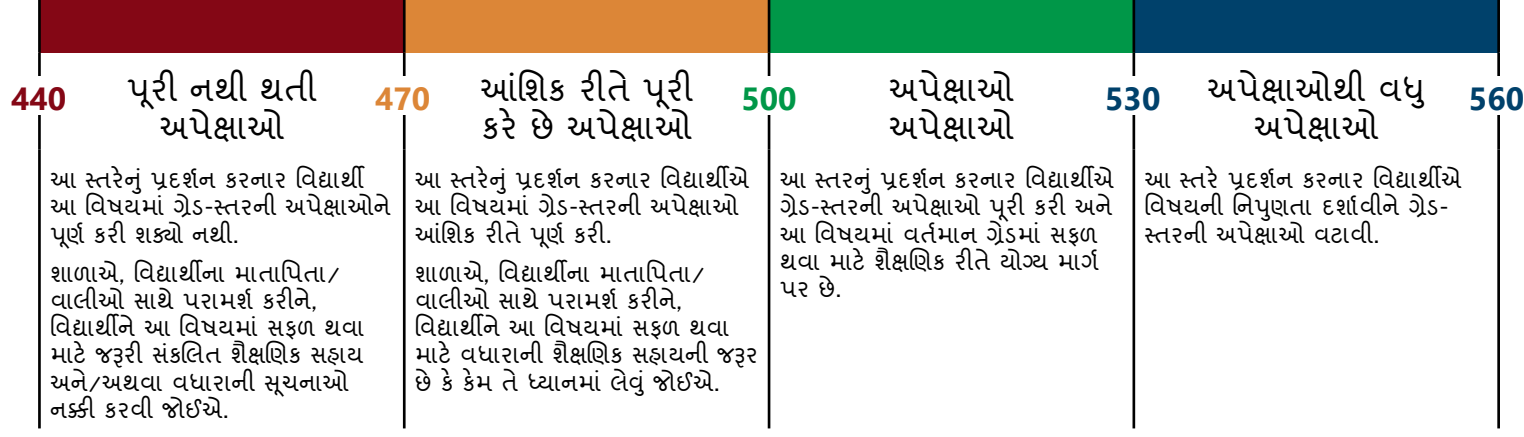 440
પૂરી નથી થતી
અપેક્ષાઓ
470
આંશિક રીતે પૂરી
કરે છે અપેક્ષાઓ
500
અપેક્ષાઓ
અપેક્ષાઓ
530
અપેક્ષાઓથી વધુ
અપેક્ષાઓ
560
આ સ્તરેનું પ્રદર્શન કરનાર વિદ્યાર્થી
આ વિષયમાં ગ્રેડ-સ્તરની અપેક્ષાઓને
પૂર્ણ કરી શક્યો નથી.
શાળાએ, વિદ્યાર્થીના માતાપિતા/
વાલીઓ સાથે પરામર્શ કરીને,
વિદ્યાર્થીને આ વિષયમાં સફળ થવા
માટે જરૂરી સંકલિત શૈક્ષણિક સહાય
અને/અથવા વધારાની સૂચનાઓ
નક્કી કરવી જોઈએ.
આ સ્તરેનું પ્રદર્શન કરનાર વિદ્યાર્થીએ
આ વિષયમાં ગ્રેડ-સ્તરની અપેક્ષાઓ
આંશિક રીતે પૂર્ણ કરી.
શાળાએ, વિદ્યાર્થીના માતાપિતા/
વાલીઓ સાથે પરામર્શ કરીને,
વિદ્યાર્થીને આ વિષયમાં સફળ થવા
માટે વધારાની શૈક્ષણિક સહાયની જરૂર
છે કે કેમ તે ધ્યાનમાં લેવું જોઈએ.
આ સ્તરનું પ્રદર્શન કરનાર વિદ્યાર્થીએ
ગ્રેડ-સ્તરની અપેક્ષાઓ પૂરી કરી અને
આ વિષયમાં વર્તમાન ગ્રેડમાં સફળ
થવા માટે શૈક્ષણિક રીતે યોગ્ય માર્ગ
પર છે.
આ સ્તરે પ્રદર્શન કરનાર વિદ્યાર્થીએ
વિષયની નિપુણતા દર્શાવીને ગ્રેડ-
સ્તરની અપેક્ષાઓ વટાવી.